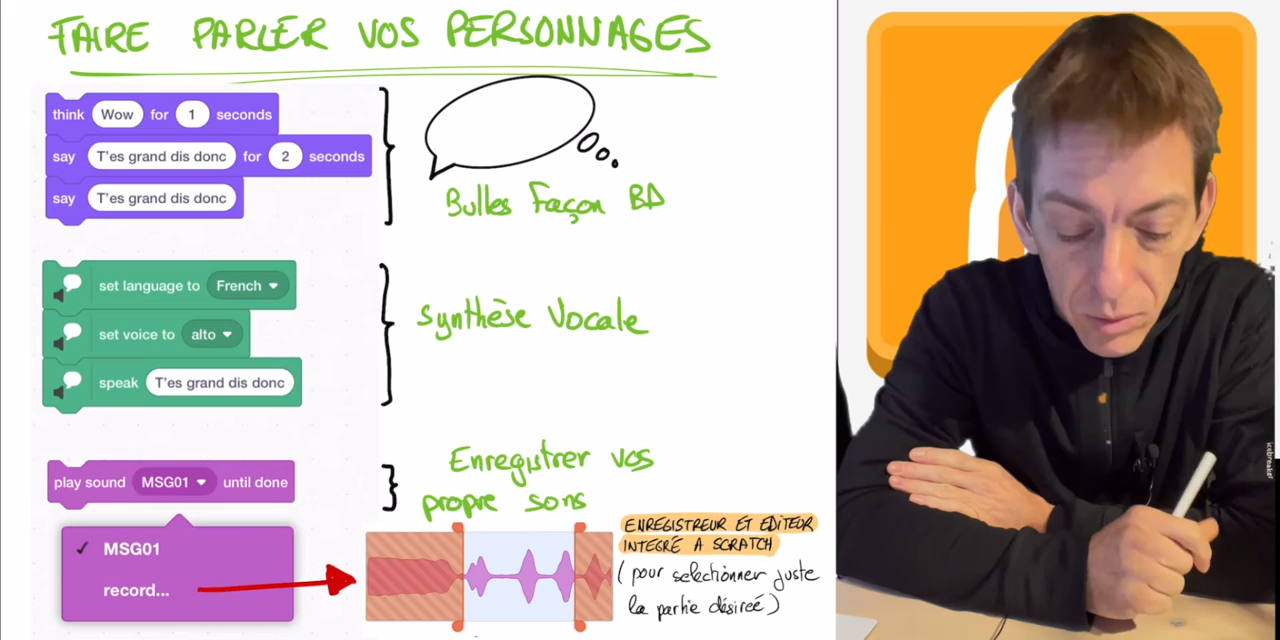 FAIRE PARLER VOS PERSONNAGES
think Wow for 1 seconds
say T'es grand dis donc for 2 seconds
say T'es grand dis donc
Bulles Façon BD
set language to French
set voice to alto
speak T'es grand dis donc
Synthèse Vocale
play sound MSG01 until done
MSG01
record...
Enregistrer vos
propre sons
ENREGISTREUR ET EDITEUR
INTEGRÉ A SCRATCH
(pour selectionner juste
la partie désireé)
icebreaker